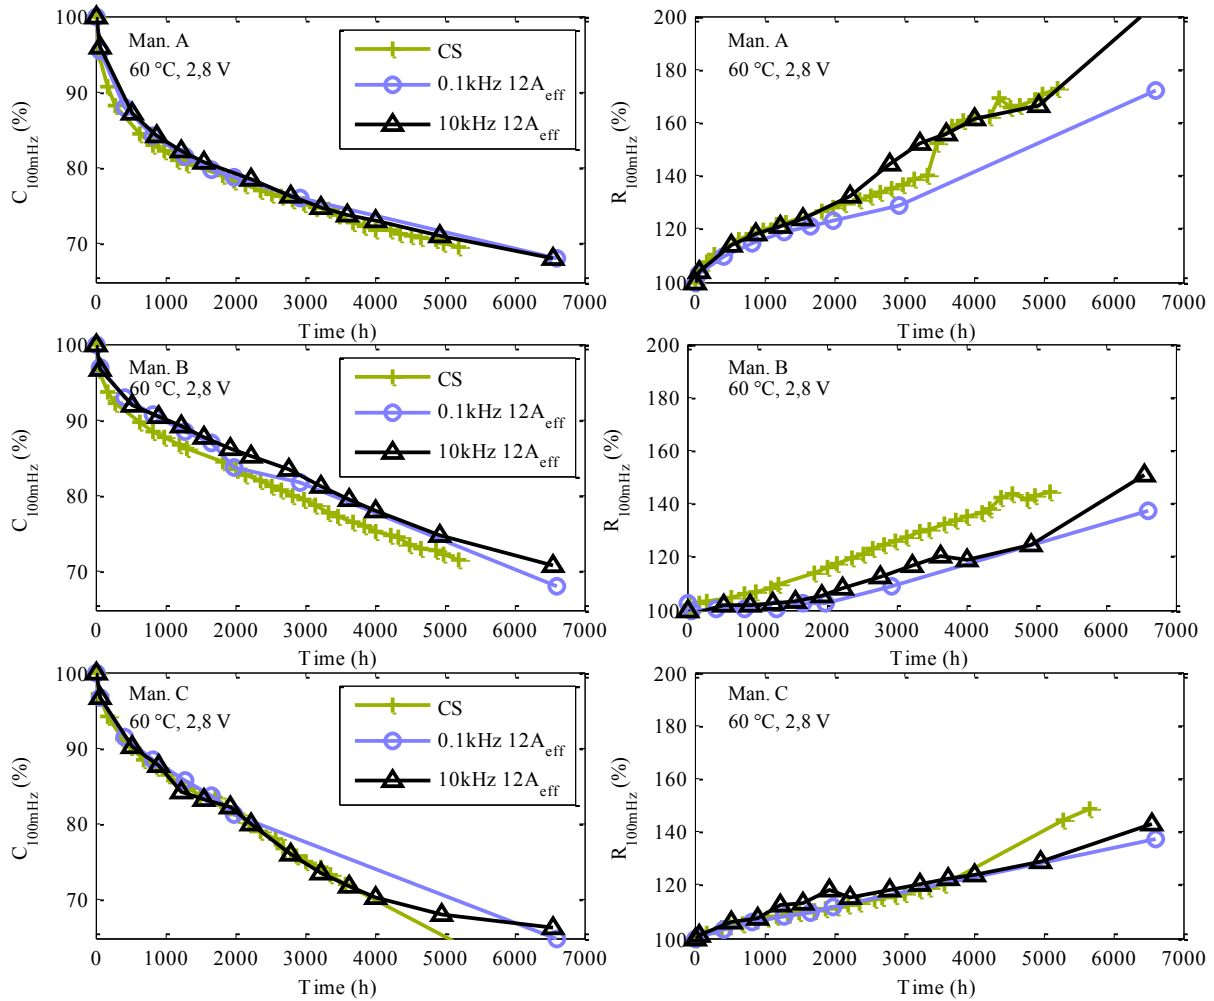 100
90
80
70
C100mHz (%)
Man. A
60 °C, 2,8 V
CS
0.1kHz 12Aeff
10kHz 12Aeff
0 1000 2000 3000 4000 5000 6000 7000
Time (h)
200
180
160
140
120
100
R100mHz (%)
Man. A
60 °C, 2,8 V
0 1000 2000 3000 4000 5000 6000 7000
Time (h)
100
90
80
70
C100mHz (%)
Man. B
60 °C, 2,8 V
CS
0.1kHz 12Aeff
10kHz 12Aeff
0 1000 2000 3000 4000 5000 6000 7000
Time (h)
200
180
160
140
120
100
R100mHz (%)
Man. B
60 °C, 2,8 V
0 1000 2000 3000 4000 5000 6000 7000
Time (h)
100
90
80
70
C100mHz (%)
Man. C
60 °C, 2,8 V
CS
0.1kHz 12Aeff
10kHz 12Aeff
0 1000 2000 3000 4000 5000 6000 7000
Time (h)
200
180
160
140
120
100
R100mHz (%)
Man. C
60 °C, 2,8 V
0 1000 2000 3000 4000 5000 6000 7000
Time (h)